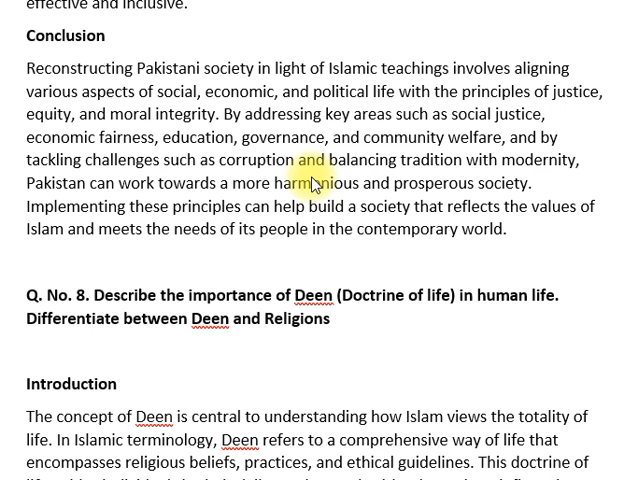 effective and inclusive.
Conclusion
Reconstructing Pakistani society in light of Islamic teachings involves aligning
various aspects of social, economic, and political life with the principles of justice,
equity, and moral integrity. By addressing key areas such as social justice,
economic fairness, education, governance, and community welfare, and by
tackling challenges such as corruption and balancing tradition with modernity,
Pakistan can work towards a more harmonious and prosperous society.
Implementing these principles can help build a society that reflects the values of
Islam and meets the needs of its people in the contemporary world.
Q. No. 8. Describe the importance of Deen (Doctrine of life) in human life.
Differentiate between Deen and Religions
Introduction
The concept of Deen is central to understanding how Islam views the totality of
life. In Islamic terminology, Deen refers to a comprehensive way of life that
encompasses religious beliefs, practices, and ethical guidelines. This doctrine of